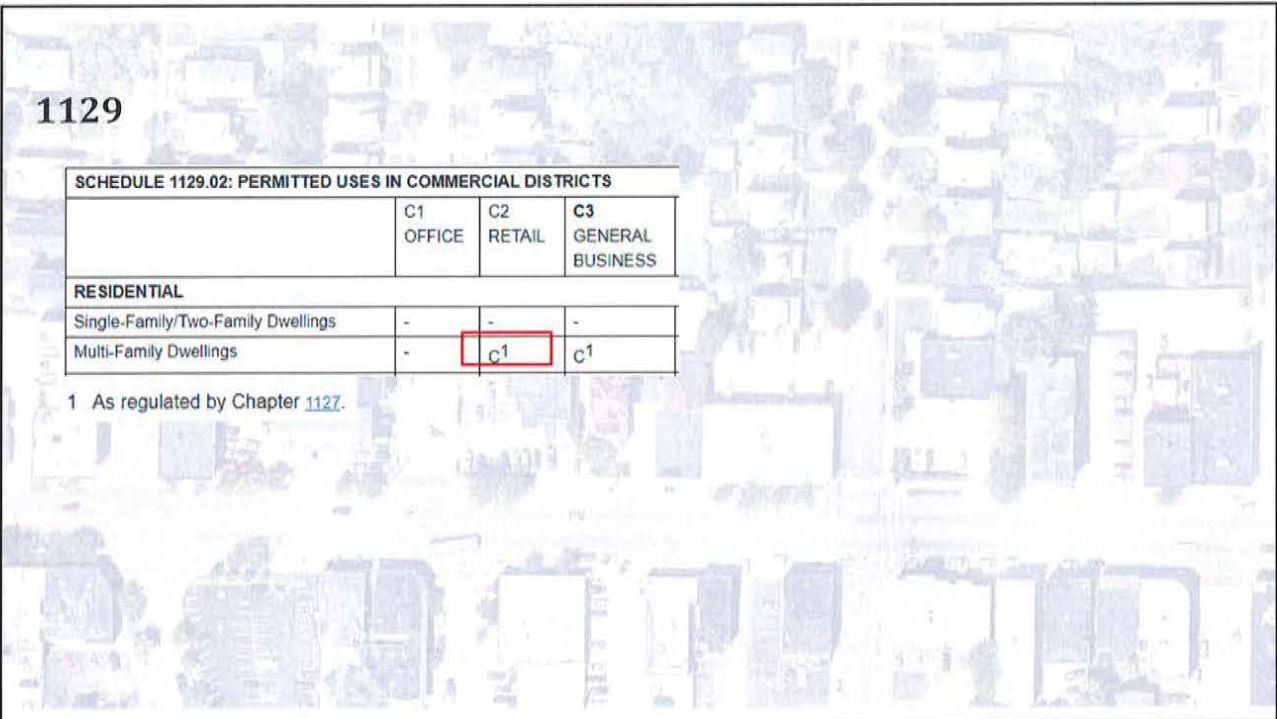 1129
SCHEDULE 1129.02: PERMITTED USES IN COMMERCIAL DISTRICTS
C1 OFFICE C2 RETAIL C3 GENERAL BUSINESS
RESIDENTIAL
Single-Family/Two-Family Dwellings - - -
Multi-Family Dwellings - C1 C1
1 As regulated by Chapter 1127.